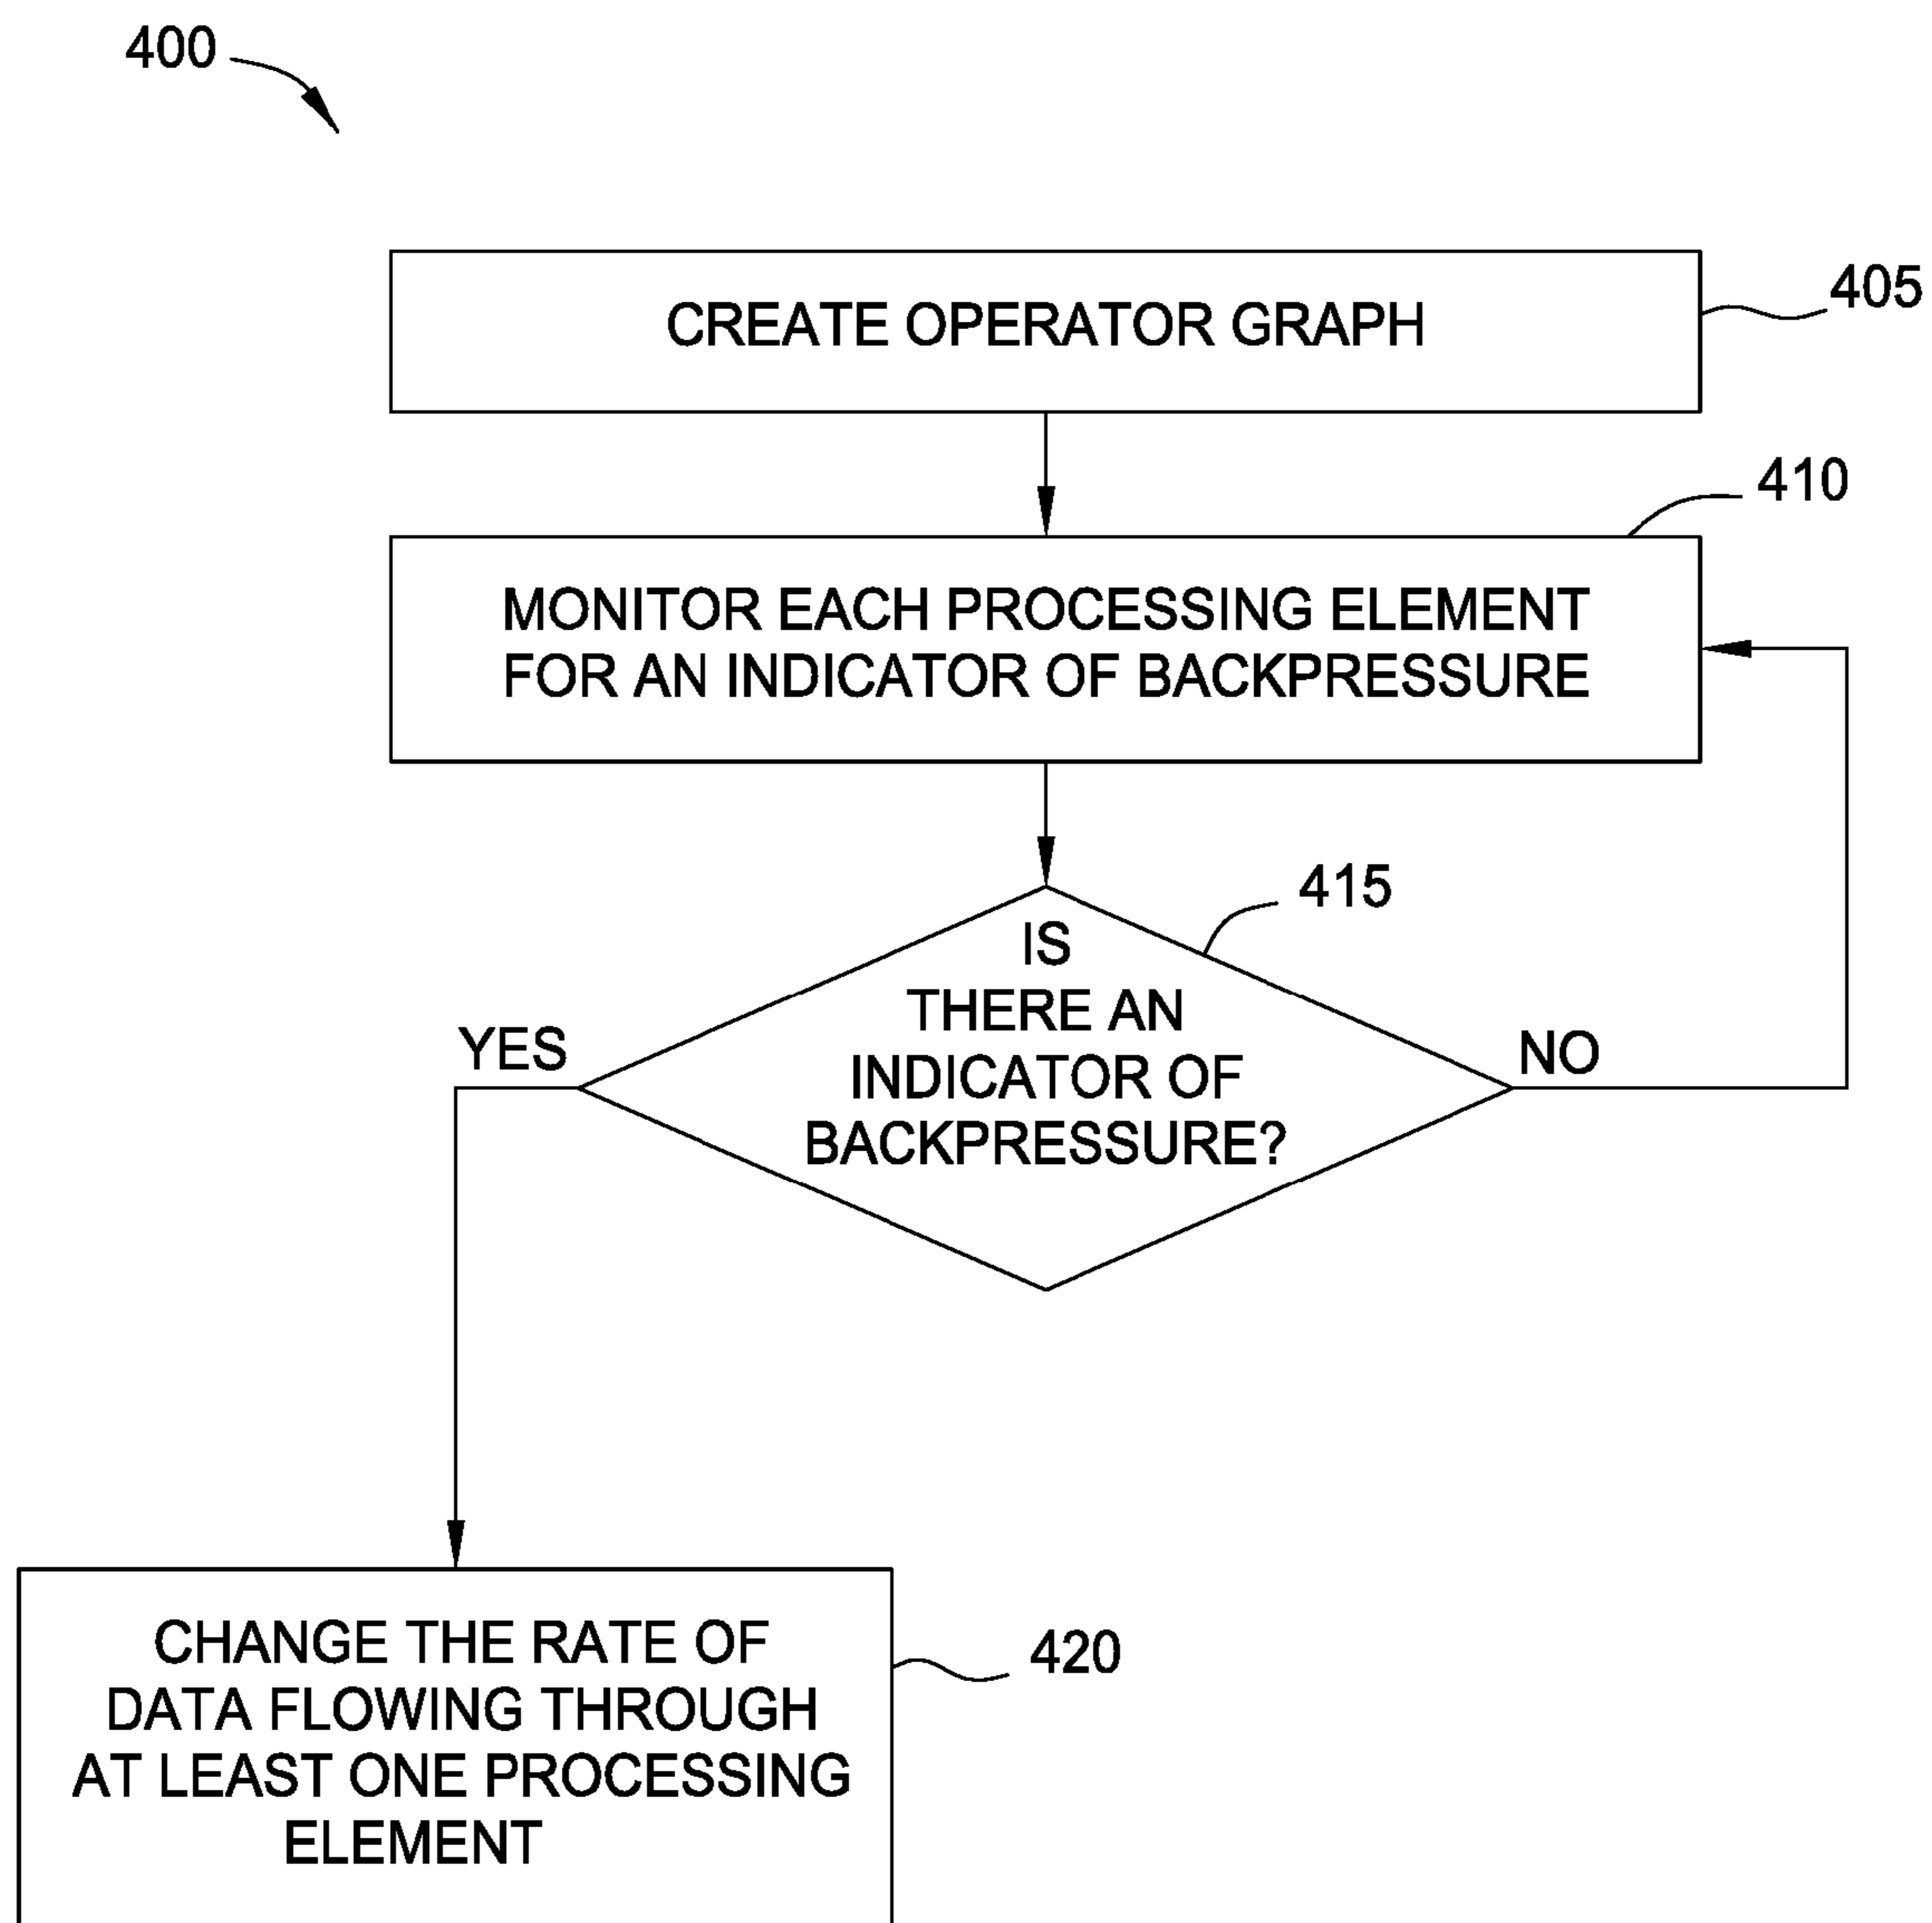 400
CREATE OPERATOR GRAPH
405
410
MONITOR EACH PROCESSING ELEMENT
FOR AN INDICATOR OF BACKPRESSURE
415
IS
THERE AN
INDICATOR OF
BACKPRESSURE?
YES
NO
CHANGE THE RATE OF
DATA FLOWING THROUGH
AT LEAST ONE PROCESSING
ELEMENT
420